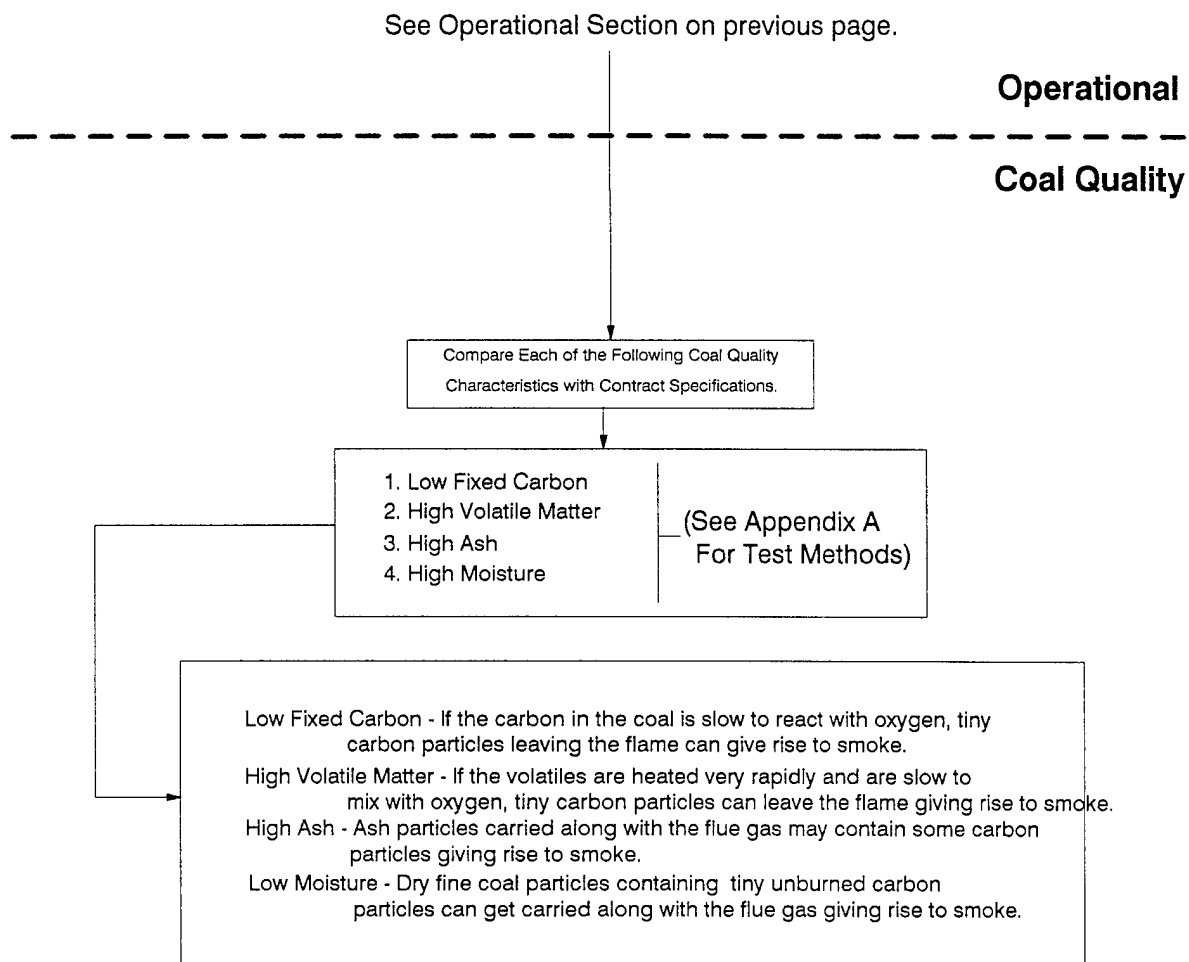 See Operational Section on previous page.
Operational
Coal Quality
Compare Each of the Following Coal Quality
Characteristics with Contract Specifications.
1. Low Fixed Carbon
2. High Volatile Matter
3. High Ash
4. High Moisture
(See Appendix A
For Test Methods)
Low Fixed Carbon - If the carbon in the coal is slow to react with oxygen, tiny
carbon particles leaving the flame can give rise to smoke.
High Volatile Matter - If the volatiles are heated very rapidly and are slow to
mix with oxygen, tiny carbon particles can leave the flame giving rise to smoke.
High Ash - Ash particles carried along with the flue gas may contain some carbon
particles giving rise to smoke.
Low Moisture - Dry fine coal particles containing tiny unburned carbon
particles can get carried along with the flue gas giving rise to smoke.